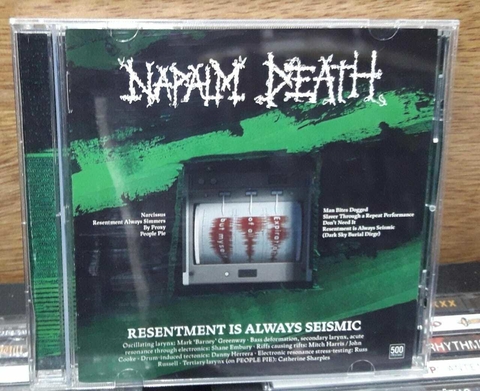 NAPALM DEATH
Narcissus
Resentment Always Simmers
By Proxy
People Pie
Man Bites Dogged
Slaver Through a Repeat Performance
Don't Need It
Resentment is Always Seismic
(Dark Sky Burial Dirge)
RESENTMENT IS ALWAYS SEISMIC
Oscillating larynx: Mark 'Barney' Greenway - Bass deformation, secondary larynx, acute
resonance through electronics: Shane Embury - Riffs causing rifts: Mitch Harris / John
Cooke - Drum-induced tectonics: Danny Herrera - Electronic resonance stress-testing: Russ
Russell - Tertiary larynx (on PEOPLE PIE): Catherine Sharples
500
RHYTHM